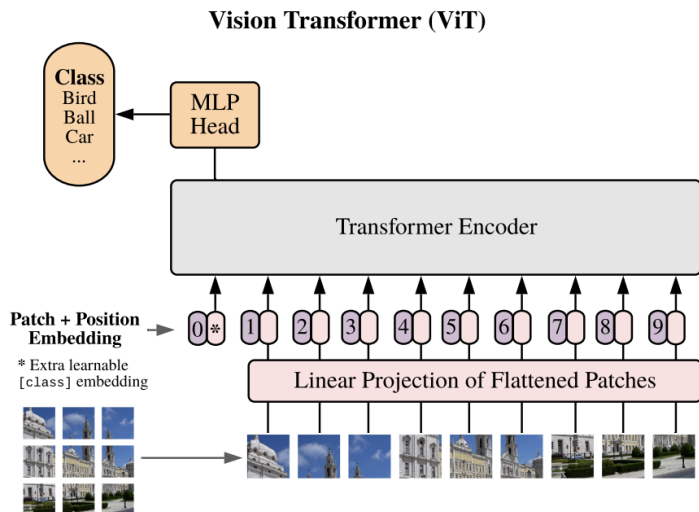 Vision Transformer (ViT)
Class
Bird
Ball
Car
...
MLP
Head
Transformer Encoder
Patch + Position
Embedding
0 * 1 2 3 4 5 6 7 8 9
* Extra learnable
[class] embedding
Linear Projection of Flattened Patches